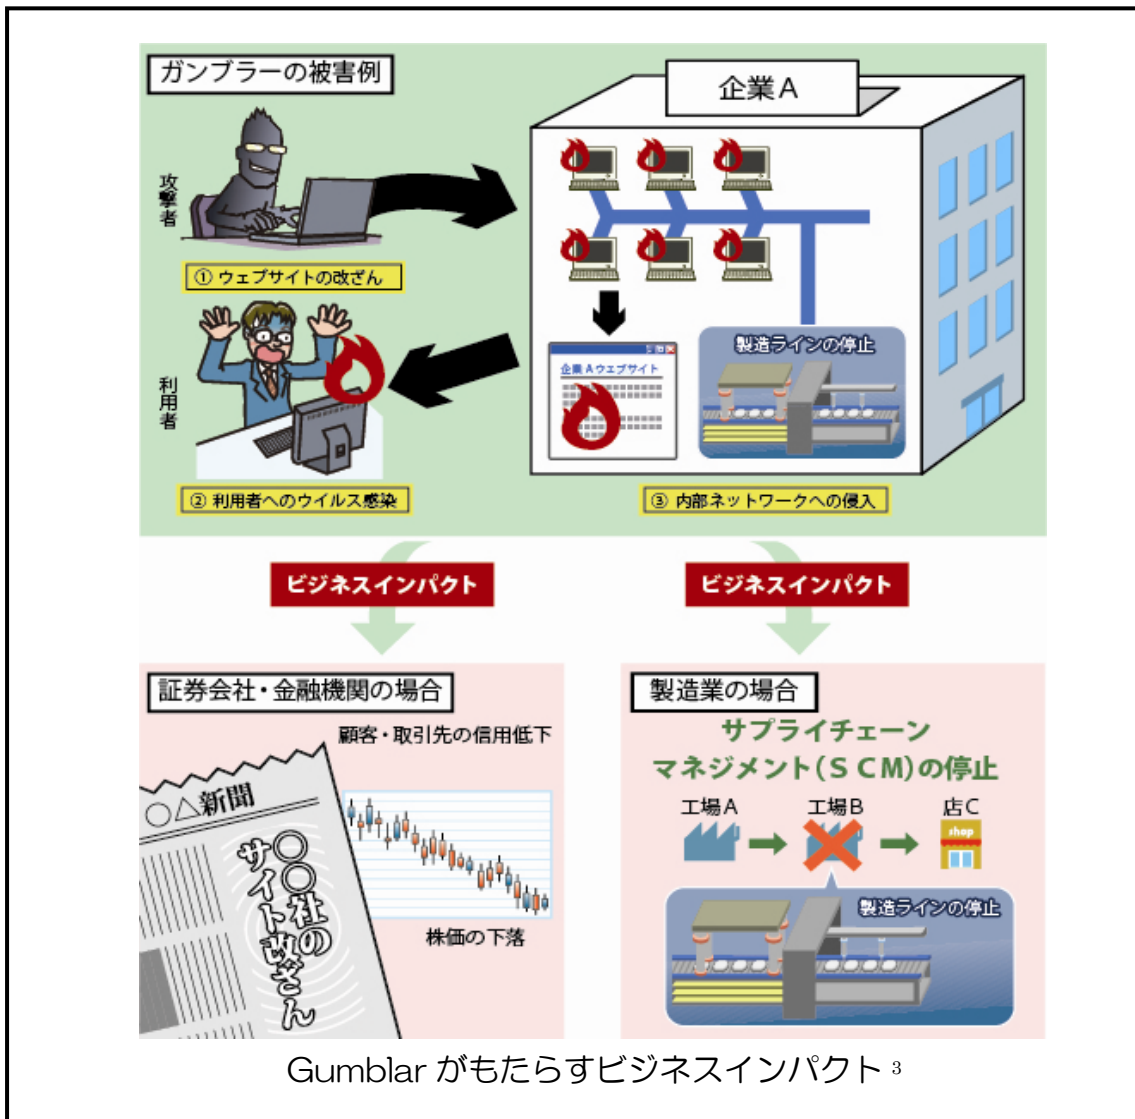 ガンブラーの被害例
企業A
攻撃者
① ウェブサイトの改ざん
利用者
② 利用者へのウイルス感染
企業Aウェブサイト
製造ラインの停止
③ 内部ネットワークへの侵入
ビジネスインパクト
ビジネスインパクト
証券会社・金融機関の場合
顧客・取引先の信用低下
○△新聞
○○社の
サイト改ざん
株価の下落
製造業の場合
サプライチェーン
マネジメント(SCM)の停止
工場A
工場B
店C
shop
製造ラインの停止
Gumblar がもたらすビジネスインパクト 3